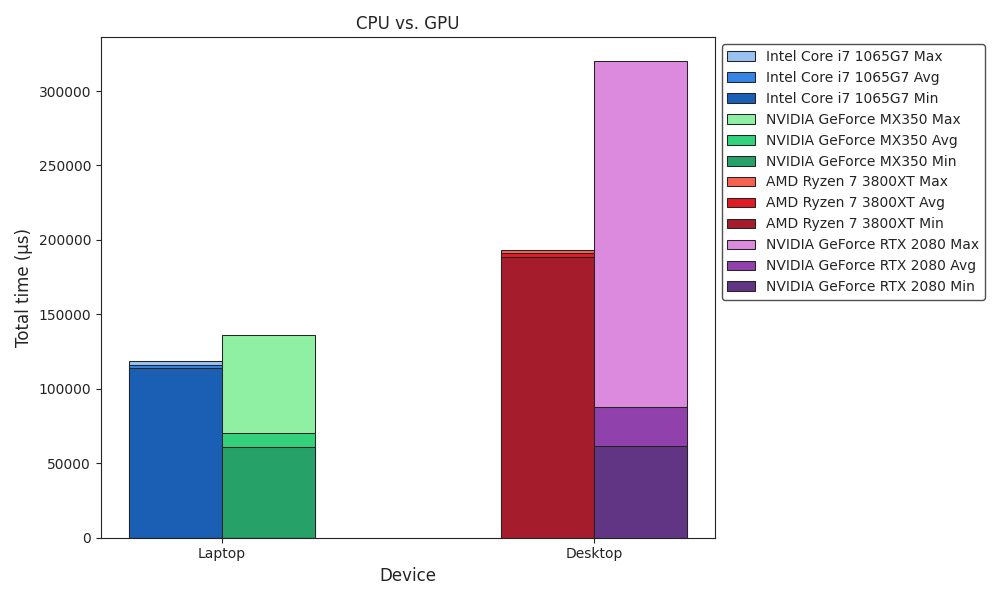 CPU vs. GPU
Total time (μs)
300000
250000
200000
150000
100000
50000
0
Laptop
Desktop
Device
Intel Core i7 1065G7 Max
Intel Core i7 1065G7 Avg
Intel Core i7 1065G7 Min
NVIDIA GeForce MX350 Max
NVIDIA GeForce MX350 Avg
NVIDIA GeForce MX350 Min
AMD Ryzen 7 3800XT Max
AMD Ryzen 7 3800XT Avg
AMD Ryzen 7 3800XT Min
NVIDIA GeForce RTX 2080 Max
NVIDIA GeForce RTX 2080 Avg
NVIDIA GeForce RTX 2080 Min